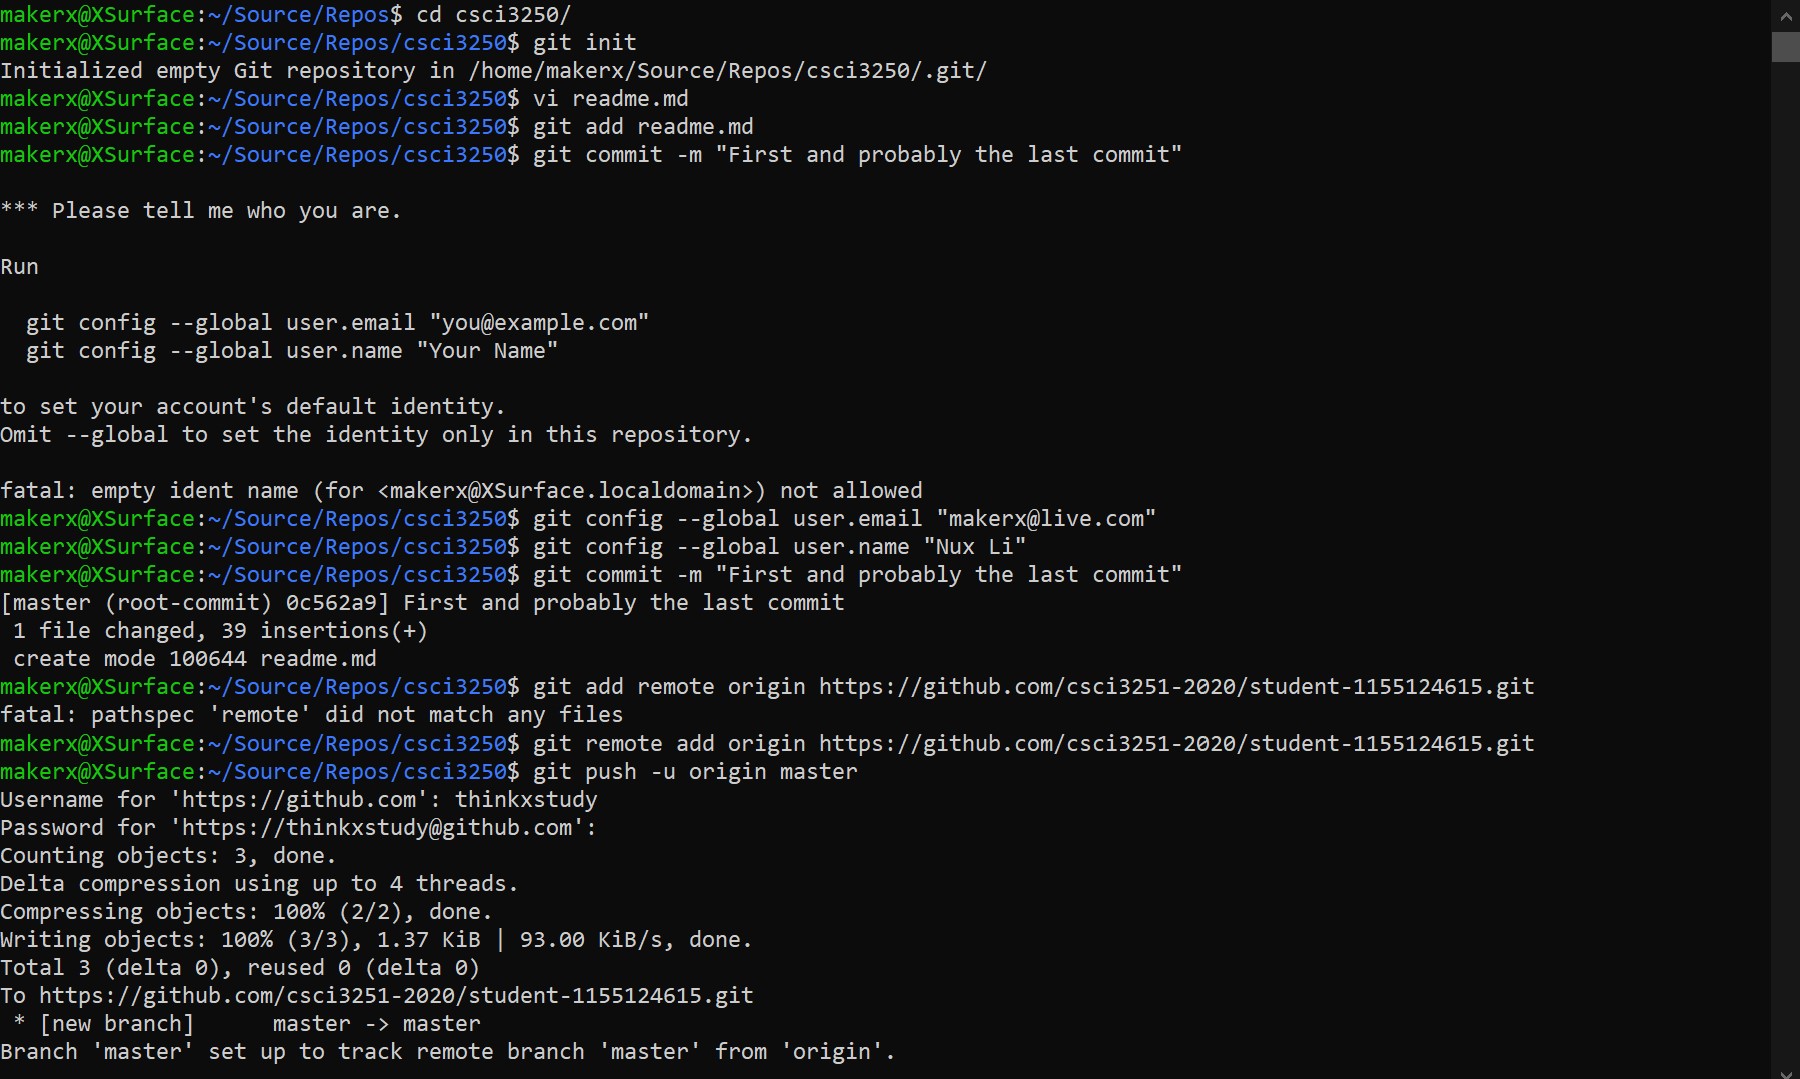 makerx@XSurface:~/Source/Repos$ cd csci3250/
makerx@XSurface:~/Source/Repos/csci3250$ git init
Initialized empty Git repository in /home/makerx/Source/Repos/csci3250/.git/
makerx@XSurface:~/Source/Repos/csci3250$ vi readme.md
makerx@XSurface:~/Source/Repos/csci3250$ git add readme.md
makerx@XSurface:~/Source/Repos/csci3250$ git commit -m "First and probably the last commit"
*** Please tell me who you are.
Run
  git config --global user.email "you@example.com"
  git config --global user.name "Your Name"
to set your account's default identity.
Omit --global to set the identity only in this repository.
fatal: empty ident name (for <makerx@XSurface.localdomain>) not allowed
makerx@XSurface:~/Source/Repos/csci3250$ git config --global user.email "makerx@live.com"
makerx@XSurface:~/Source/Repos/csci3250$ git config --global user.name "Nux Li"
makerx@XSurface:~/Source/Repos/csci3250$ git commit -m "First and probably the last commit"
[master (root-commit) 0c562a9] First and probably the last commit
 1 file changed, 39 insertions(+)
 create mode 100644 readme.md
makerx@XSurface:~/Source/Repos/csci3250$ git add remote origin https://github.com/csci3251-2020/student-1155124615.git
fatal: pathspec 'remote' did not match any files
makerx@XSurface:~/Source/Repos/csci3250$ git remote add origin https://github.com/csci3251-2020/student-1155124615.git
makerx@XSurface:~/Source/Repos/csci3250$ git push -u origin master
Username for 'https://github.com': thinkxstudy
Password for 'https://thinkxstudy@github.com':
Counting objects: 3, done.
Delta compression using up to 4 threads.
Compressing objects: 100% (2/2), done.
Writing objects: 100% (3/3), 1.37 KiB | 93.00 KiB/s, done.
Total 3 (delta 0), reused 0 (delta 0)
To https://github.com/csci3251-2020/student-1155124615.git
 * [new branch]      master -> master
Branch 'master' set up to track remote branch 'master' from 'origin'.